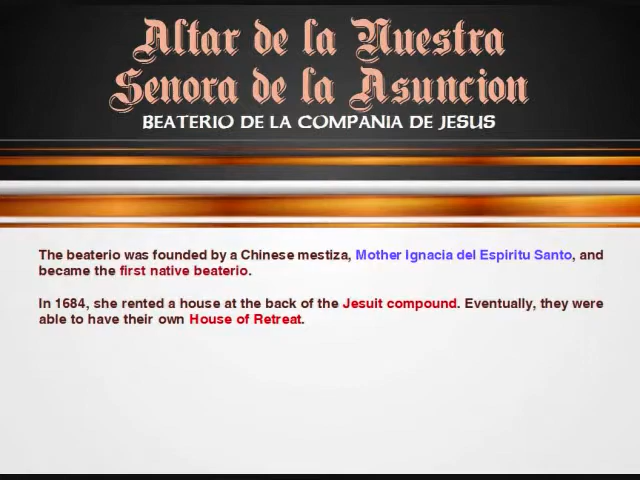 Altar de la Nuestra
Senora de la Asuncion
BEATERIO DE LA COMPANIA DE JESUS
The beaterio was founded by a Chinese mestiza, Mother Ignacia del Espiritu Santo, and
became the first native beaterio.
In 1684, she rented a house at the back of the Jesuit compound. Eventually, they were
able to have their own House of Retreat.